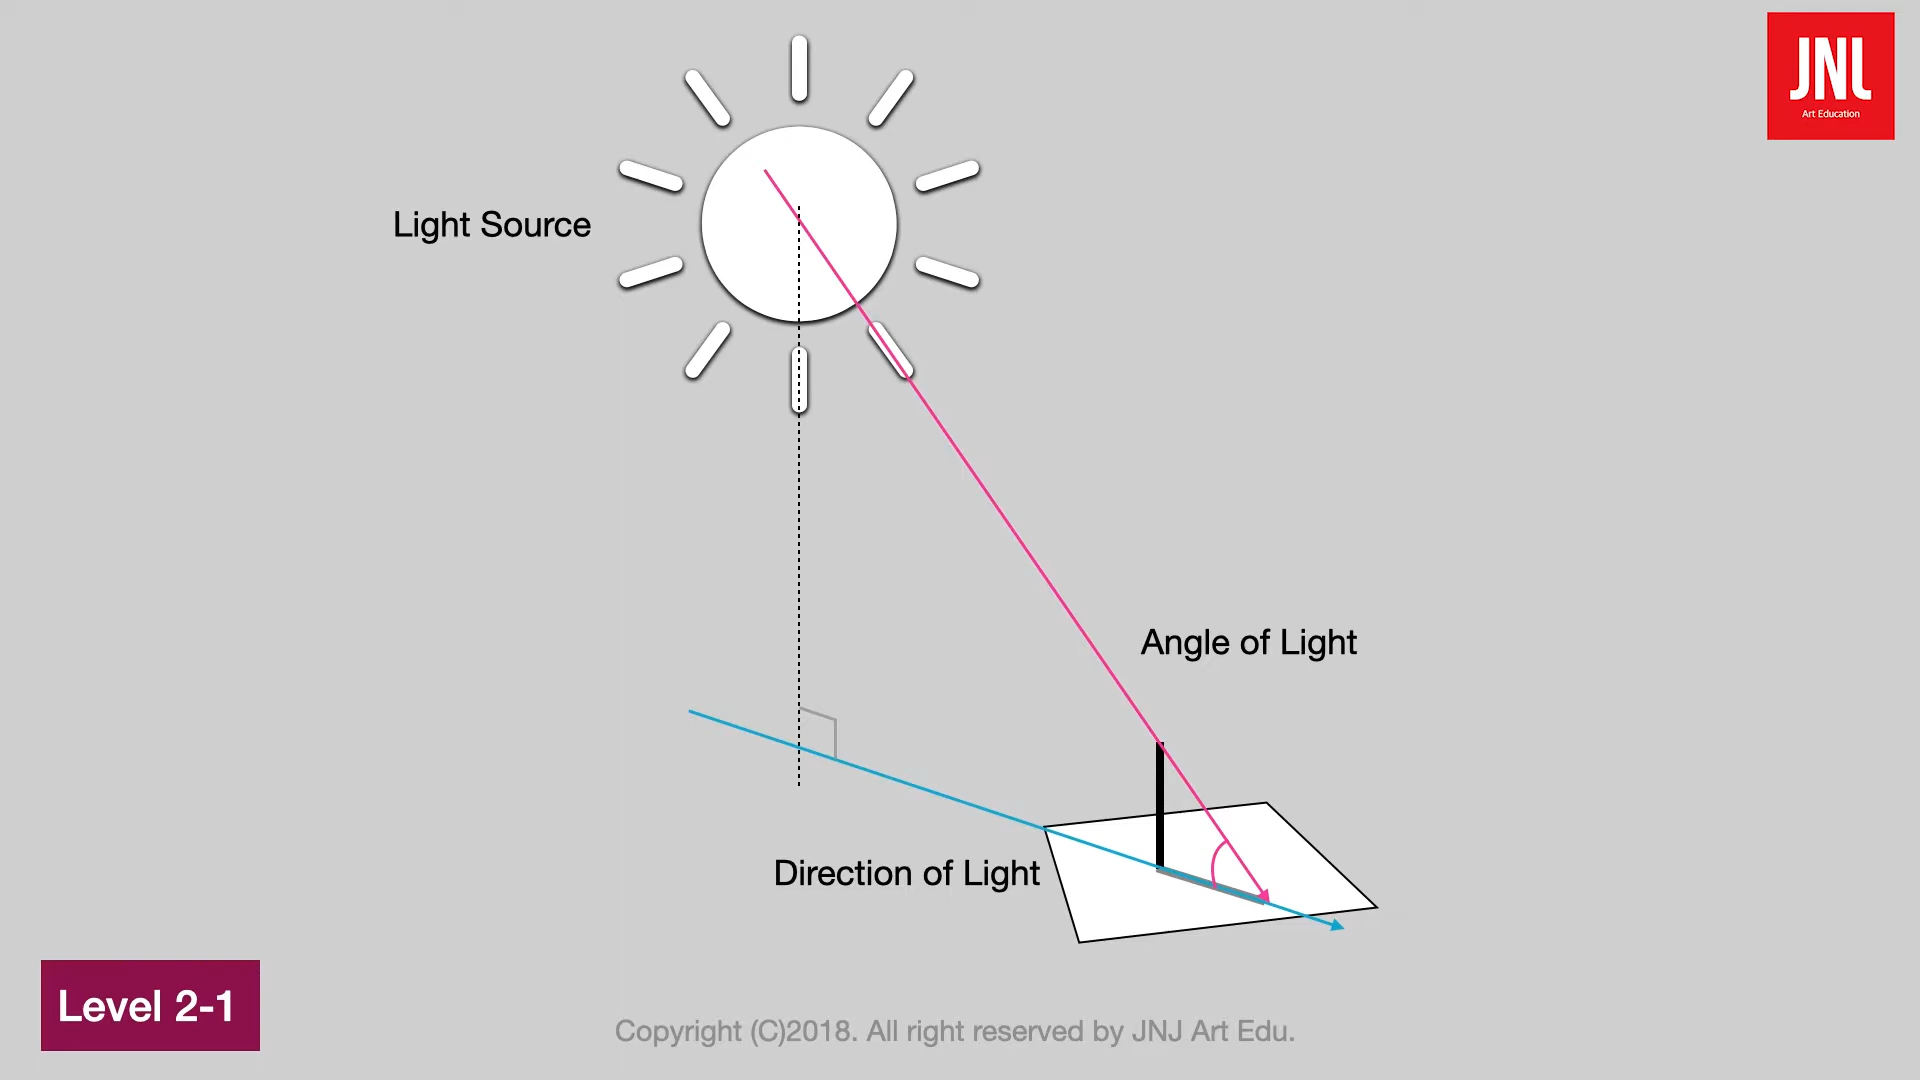 JNL
Art Education
Light Source
Angle of Light
Direction of Light
Level 2-1
Copyright (C)2018. All right reserved by JNJ Art Edu.